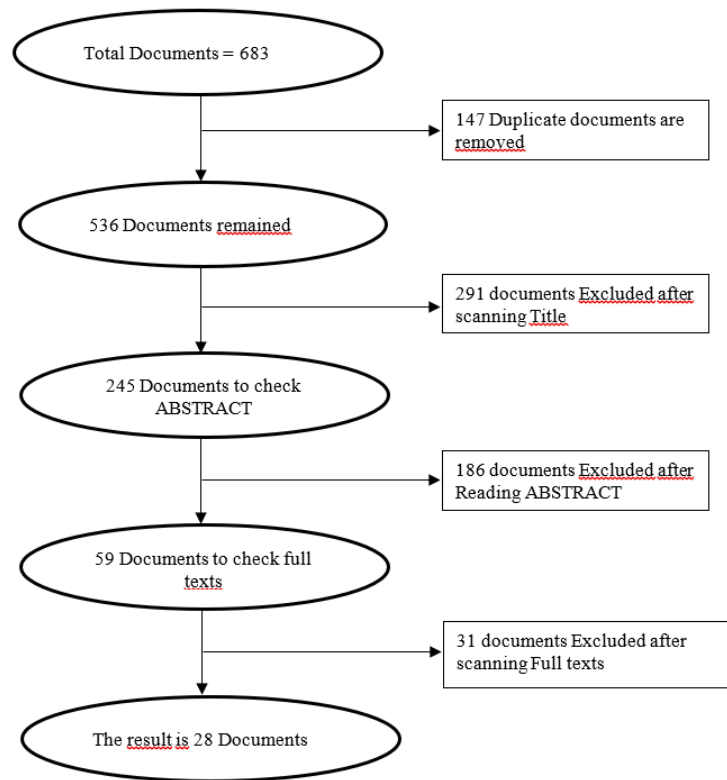 Total Documents = 683
147 Duplicate documents are
removed
536 Documents remained
291 documents Excluded after
scanning Title
245 Documents to check
ABSTRACT
186 documents Excluded after
Reading ABSTRACT
59 Documents to check full
texts
31 documents Excluded after
scanning Full texts
The result is 28 Documents